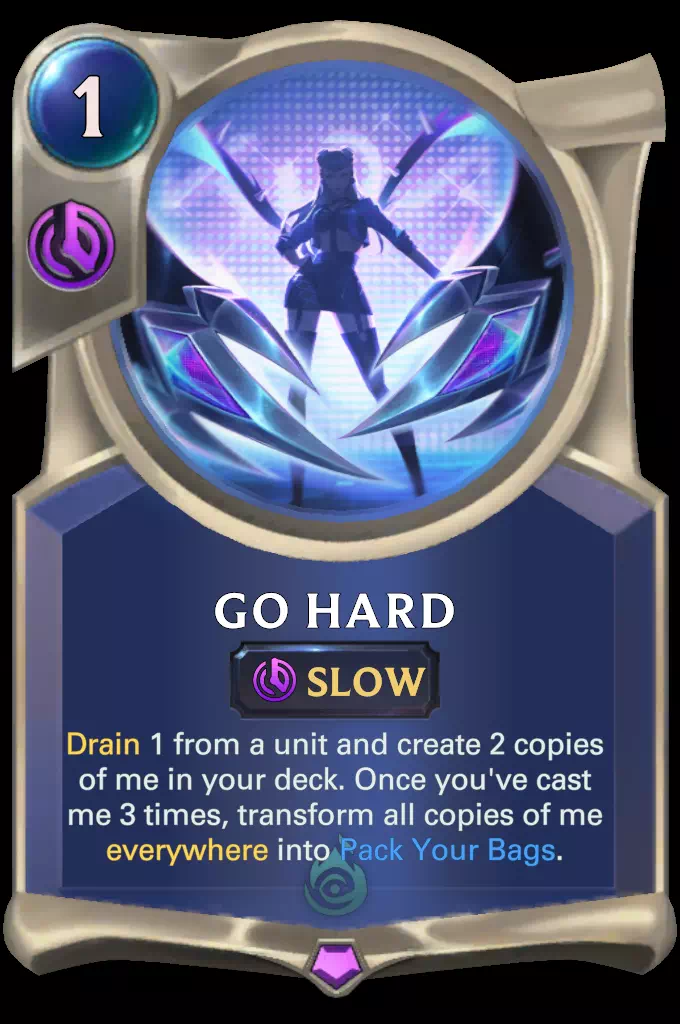 1
GO HARD
SLOW
Drain 1 from a unit and create 2 copies
of me in your deck. Once you've cast
me 3 times, transform all copies of me
everywhere into Pack Your Bags.